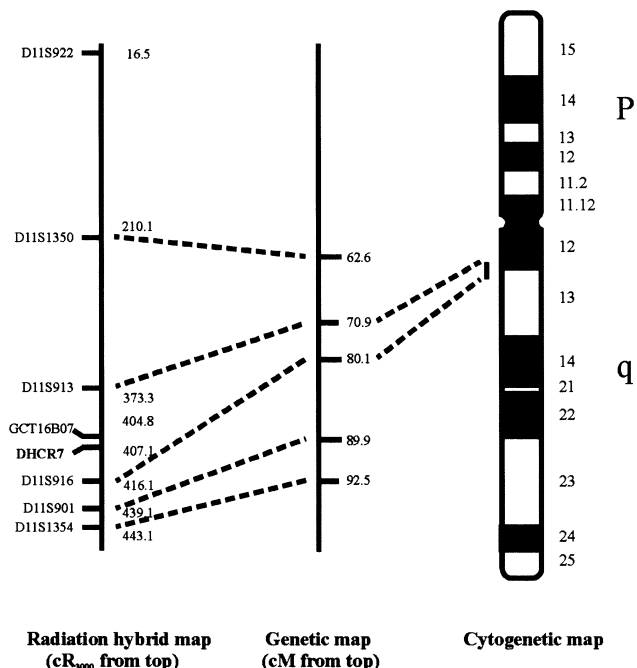 D11S922 16.5
D11S1350 210.1
D11S913 373.3
GCT16B07 404.8
DHCR7 407.1
D11S916 416.1
D11S901 439.1
D11S1354 443.1
62.6
70.9
80.1
89.9
92.5
15
14
13
12
11.2
11.12
12
13
14
21
22
23
24
25
P
q
Radiation hybrid map
(cR3000 from top)
Genetic map
(cM from top)
Cytogenetic map